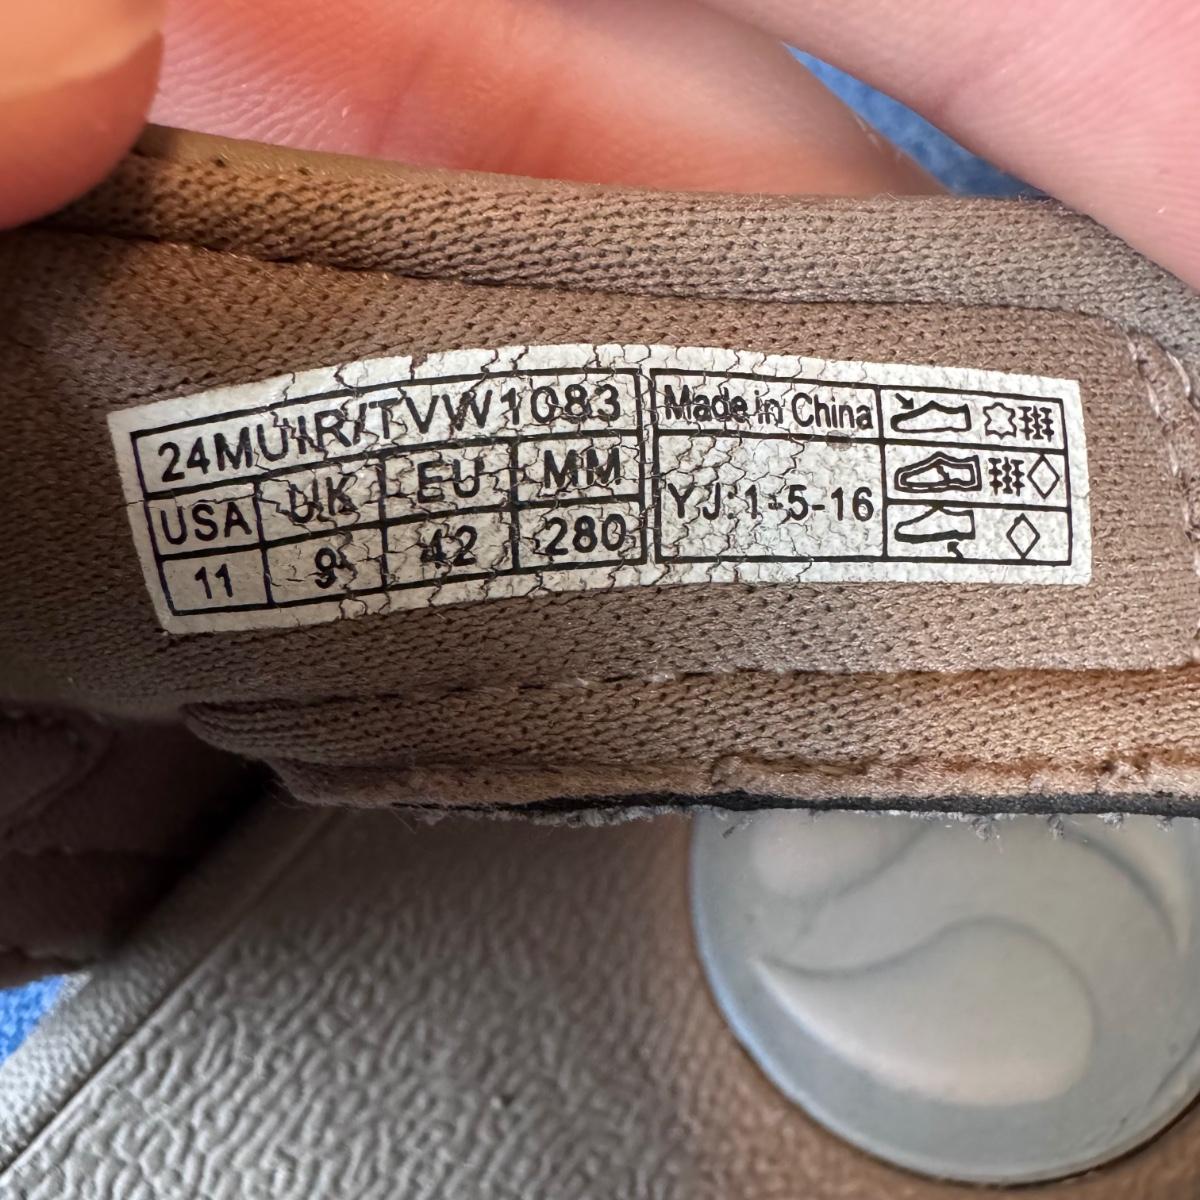 24MUIR/TVW1083
USA UK EU MM
11 9 42 280
Made in China
YJ:1-5-16